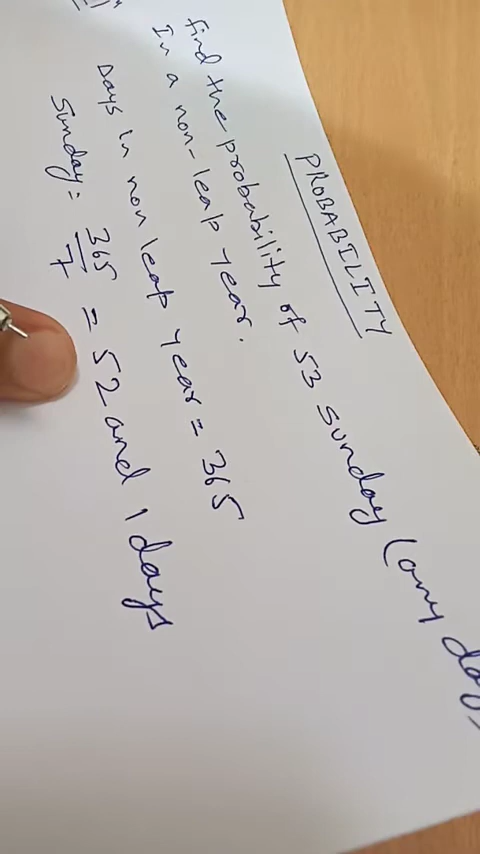 PROBABILITY
find the probability of 53 Sunday (any day)
In a non-leap year.
Days in non leap year = 365
Sunday = 365/7 = 52 and 1 days